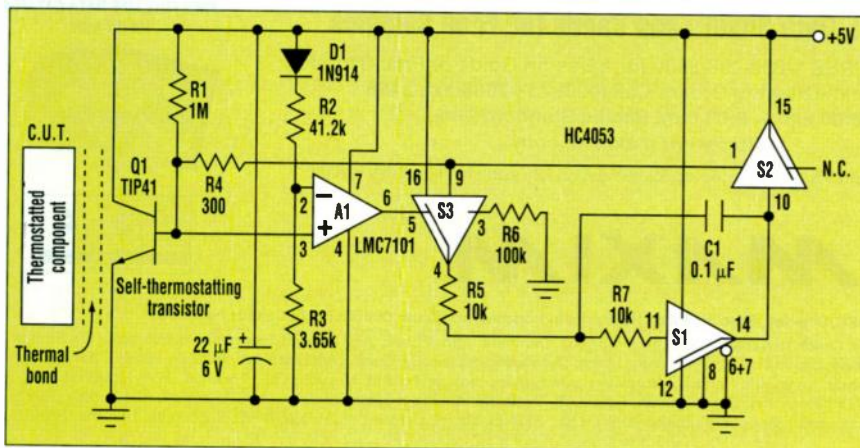 +5V
D1
1N914
R1
1M
R2
41.2k
15
C.U.T.
HC4053
Q1
TIP41
R4
300
7
16
9
1
S2
N.C.
Thermostatted
component
2
−
A1
6
S3
10
+
5
3
R6
100k
C1
0.1 µF
3
4
LMC7101
4
Self-thermostatting
transistor
R5
10k
R7
10k
11
S1
14
R3
3.65k
Thermal
bond
22 µF
6 V
+
12
8
6+7